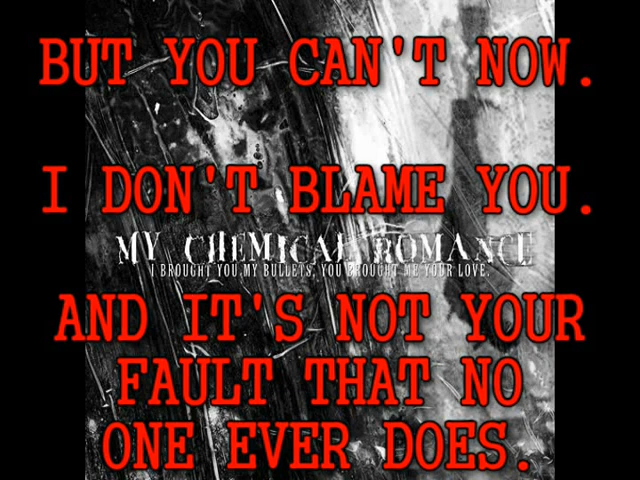 BUT YOU CAN'T NOW.
I DON'T BLAME YOU.
MY CHEMICAL ROMANCE
I BROUGHT YOU MY BULLETS, YOU BROUGHT ME YOUR LOVE.
AND IT'S NOT YOUR
FAULT THAT NO
ONE EVER DOES.